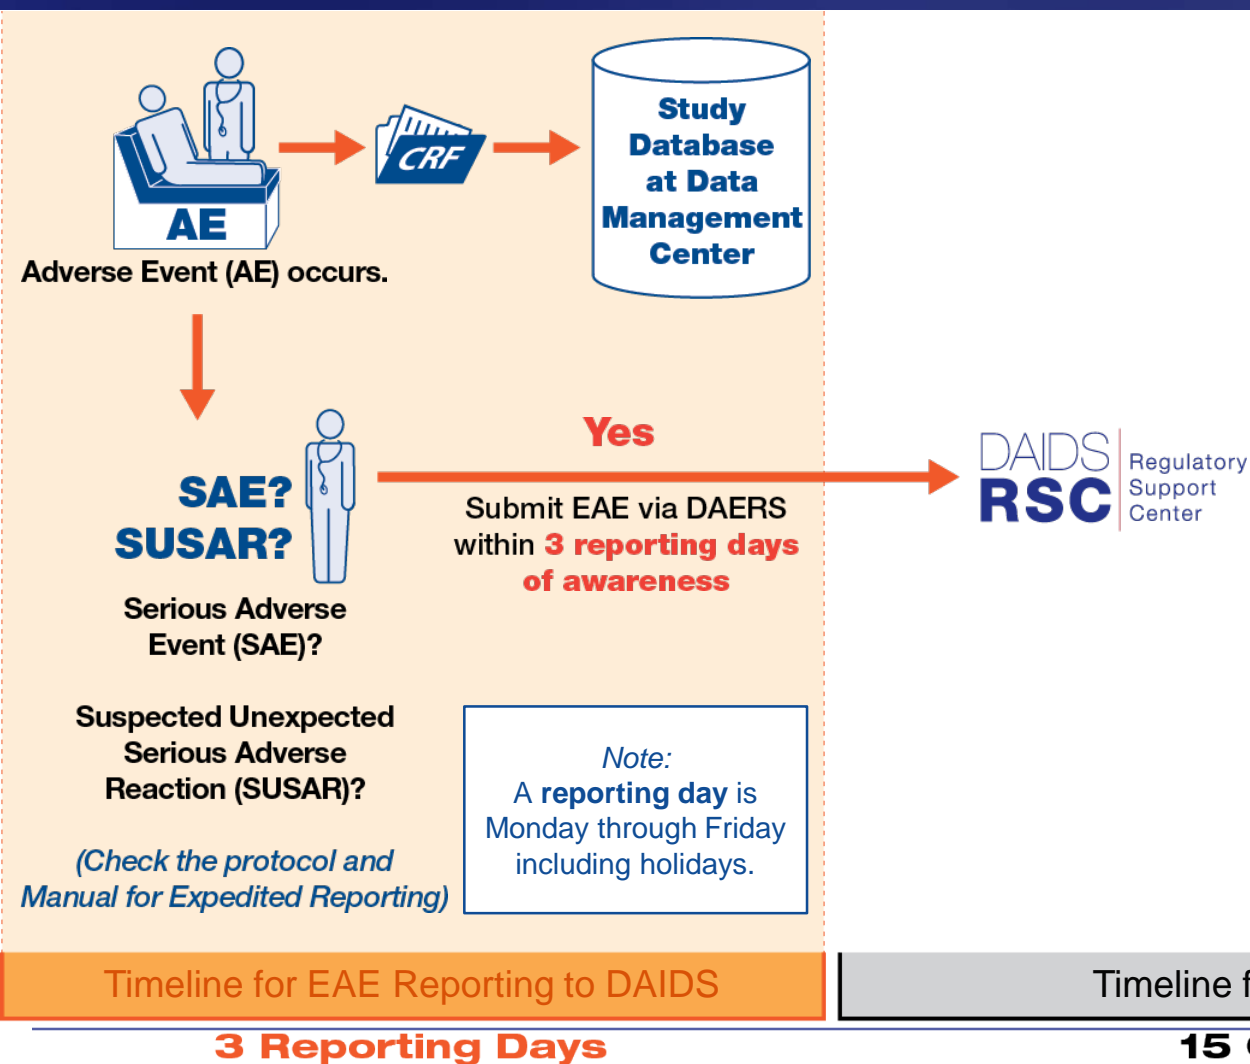 AE
Adverse Event (AE) occurs.
CRF
Study
Database
at Data
Management
Center
SAE?
SUSAR?
Serious Adverse
Event (SAE)?
Suspected Unexpected
Serious Adverse
Reaction (SUSAR)?
(Check the protocol and
Manual for Expedited Reporting)
Yes
Submit EAE via DAERS
within 3 reporting days
of awareness
DAIDS
RSC
Regulatory
Support
Center
Note:
A reporting day is
Monday through Friday
including holidays.
Timeline for EAE Reporting to DAIDS
3 Reporting Days
Timeline
15